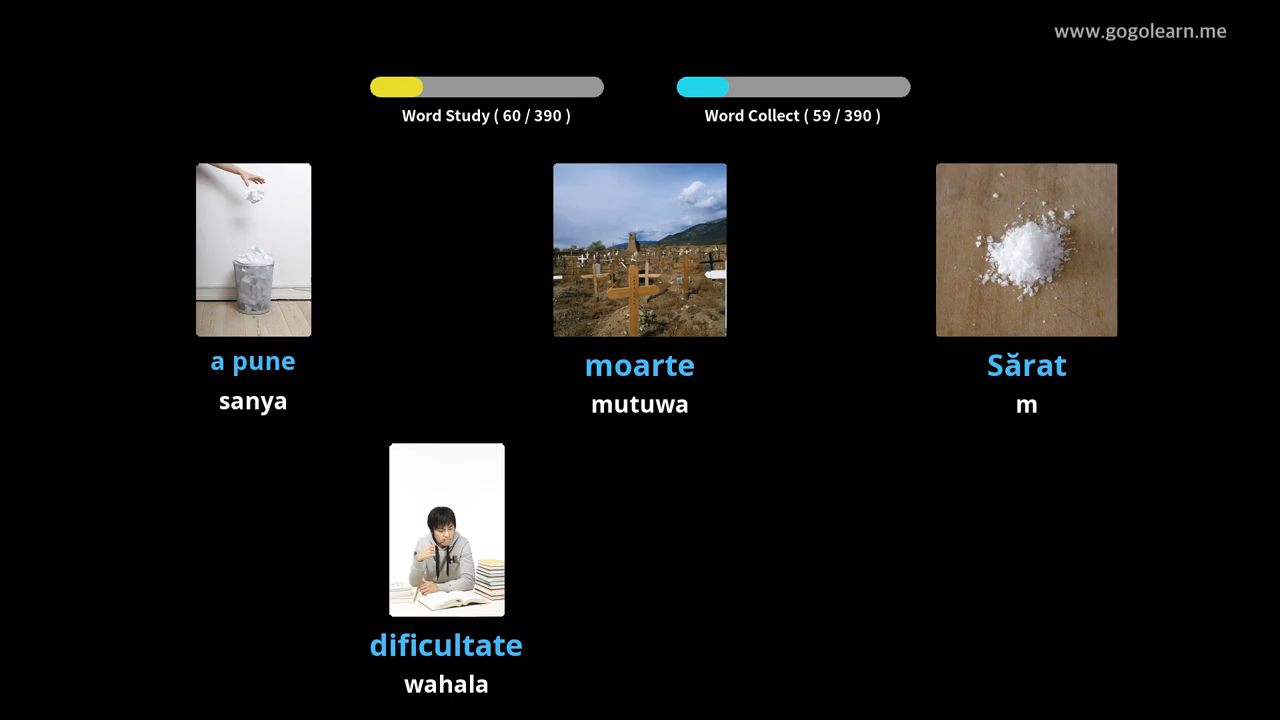 www.gogolearn.me
Word Study ( 60 / 390 )
Word Collect ( 59 / 390 )
a pune
sanya
moarte
mutuwa
Sărat
m
dificultate
wahala